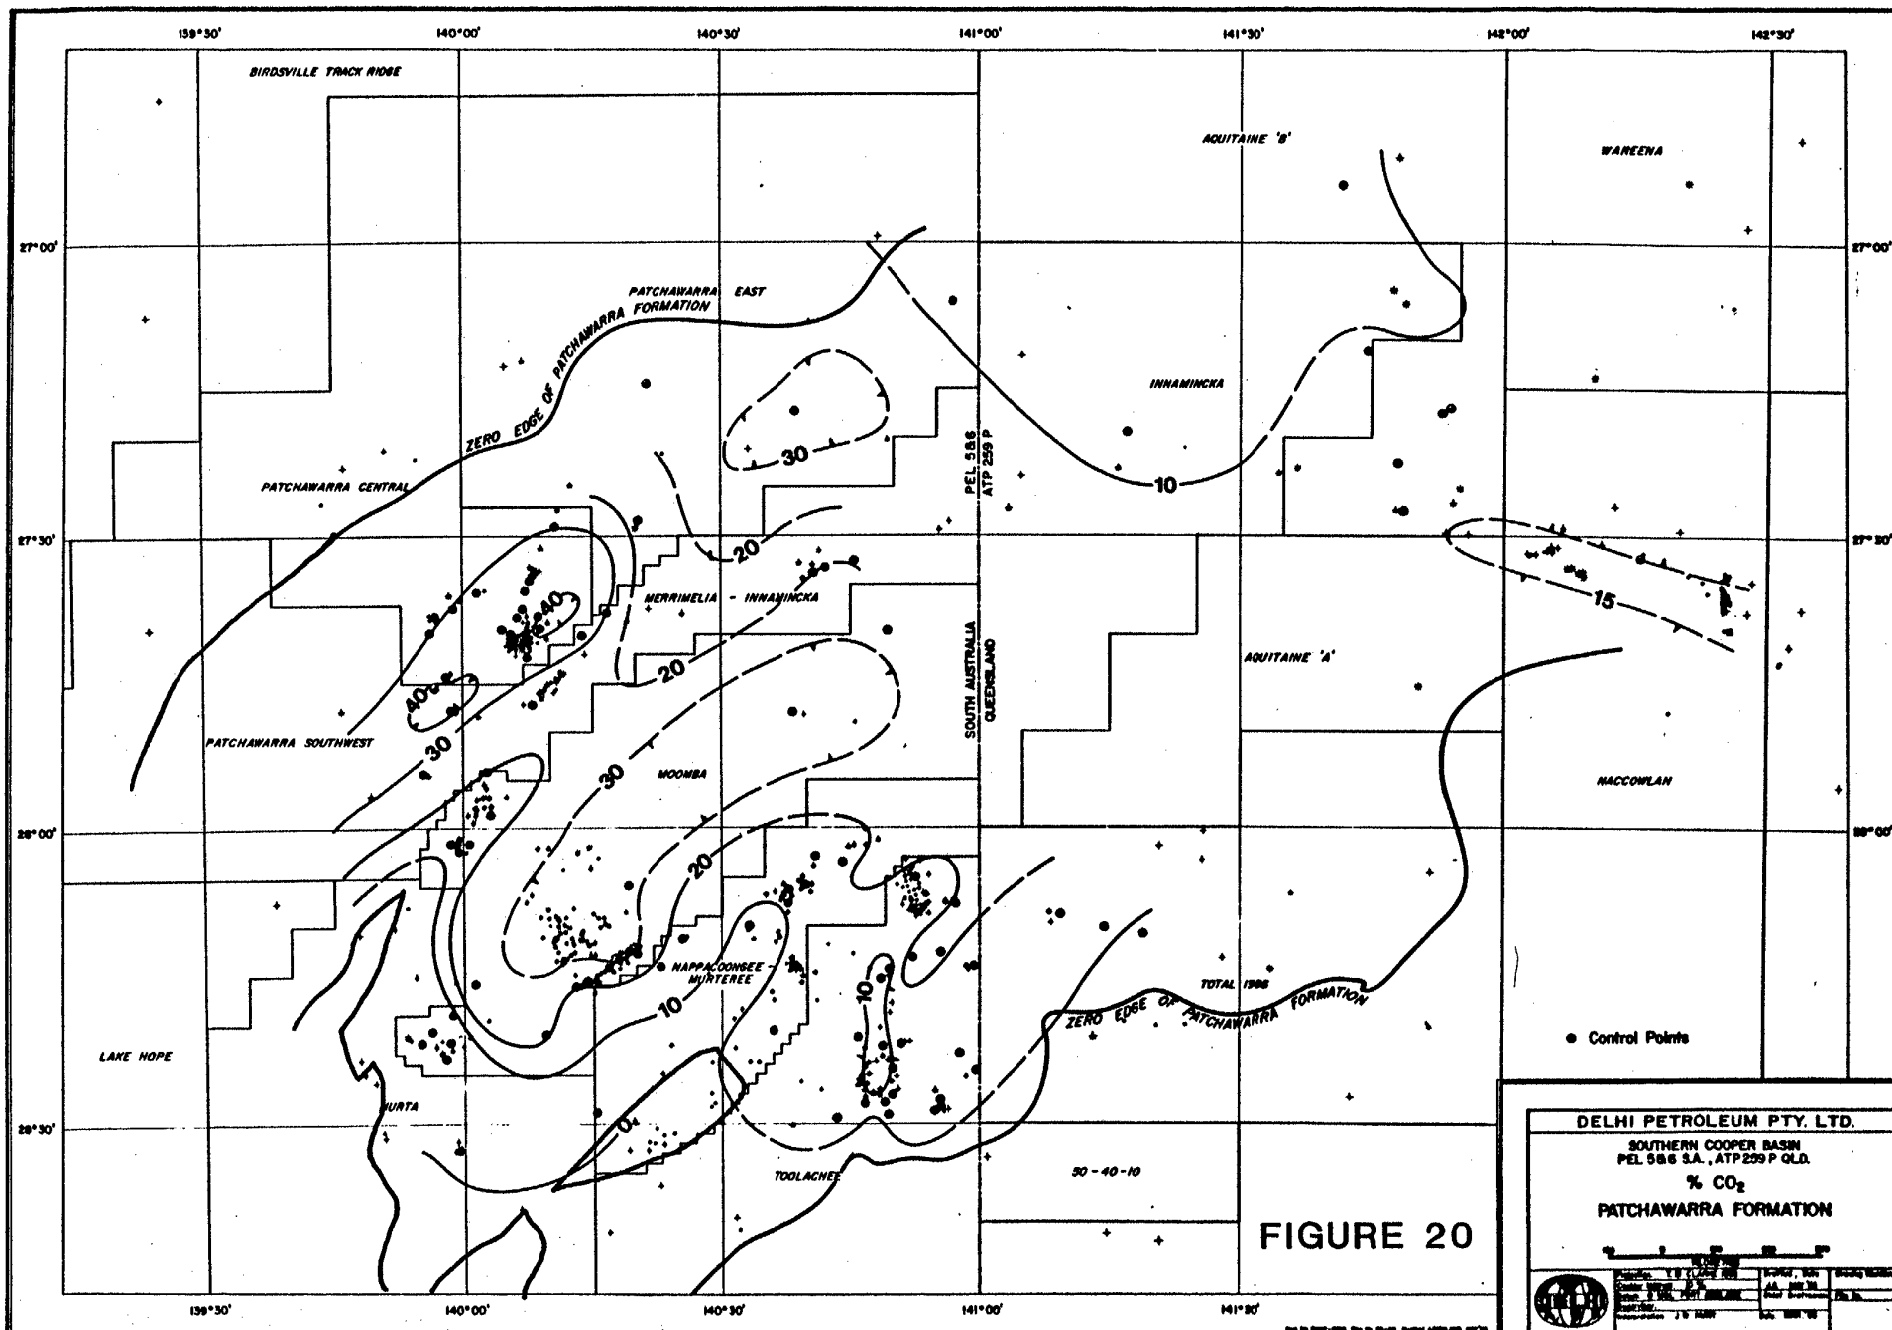 139°30'
140°00'
140°30'
141°00'
141°30'
142°00'
142°30'
BIRDSVILLE TRACK RIDGE
AQUITAINE 'B'
WAREENA
27°00'
27°00'
PATCHAWARRA EAST
ZERO EDGE OF PATCHAWARRA FORMATION
INNAMINCKA
30
PEL 5&6
ATP 259 P
10
PATCHAWARRA CENTRAL
27°30'
27°30'
20
40
MERRIMELIA - INNAMINCKA
15
SOUTH AUSTRALIA
QUEENSLAND
AQUITAINE 'A'
20
40
PATCHAWARRA SOUTHWEST
30
30
MOOMBA
NACCOWLAH
28°00'
28°00'
20
NAPPACOONGEE -
MURTEREE
10
10
TOTAL 1986
ZERO EDGE OF PATCHAWARRA FORMATION
LAKE HOPE
Control Points
MURTA
28°30'
0
TOOLACHEE
50-40-10
FIGURE 20
DELHI PETROLEUM PTY. LTD.
SOUTHERN COOPER BASIN
PEL 5&6 S.A., ATP 259 P QLD.
% CO₂
PATCHAWARRA FORMATION
139°30'
140°00'
140°30'
141°00'
141°30'